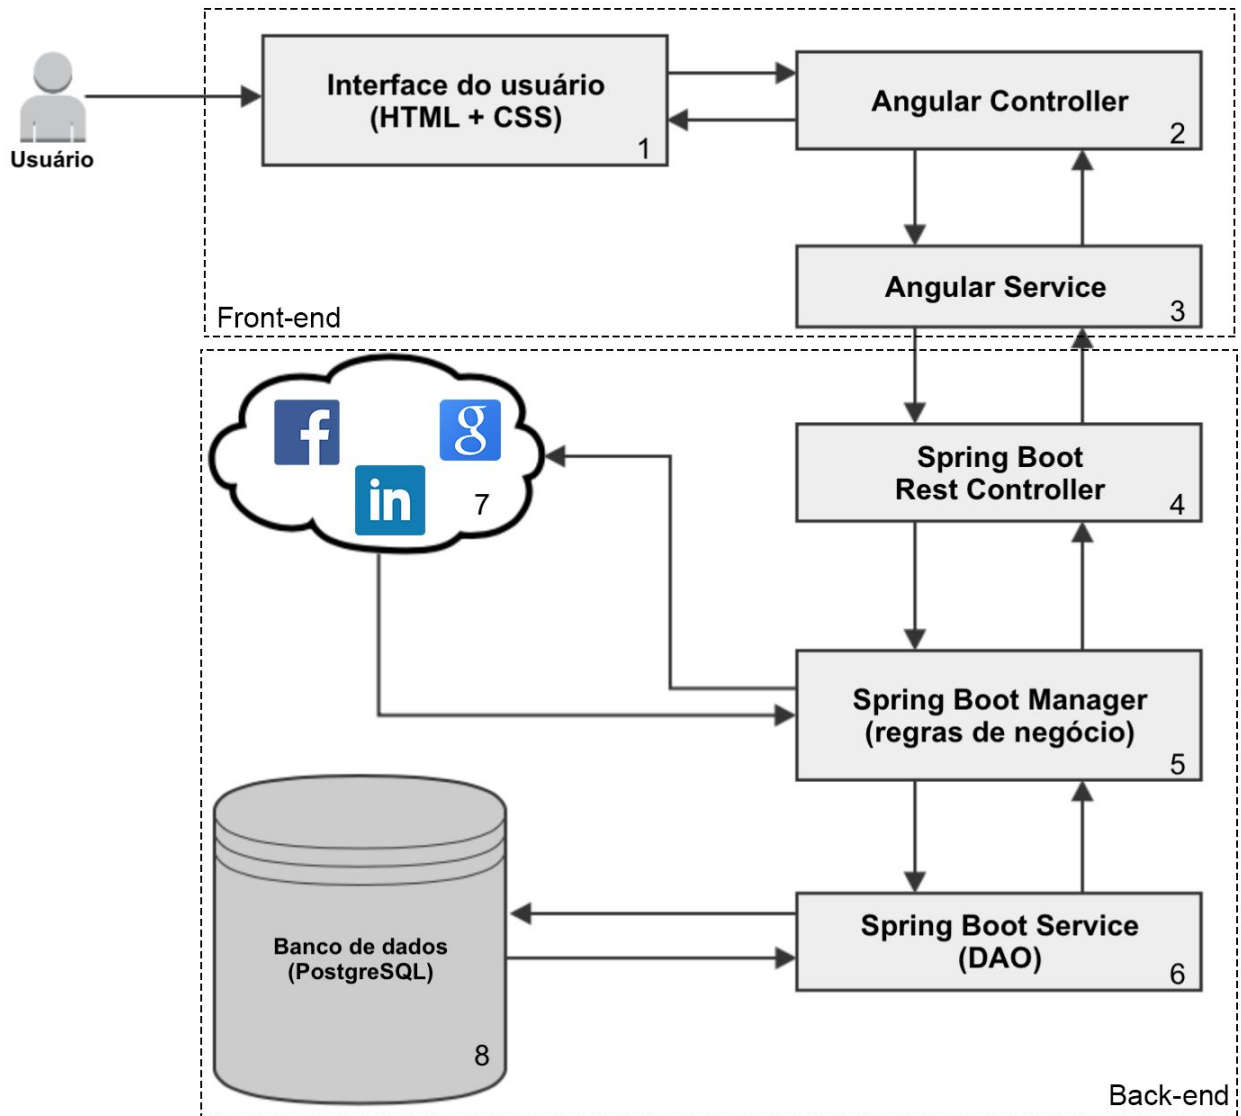 Interface do usuário
(HTML + CSS)
1
Angular Controller
2
Usuário
Angular Service
3
Front-end
f
g
in
7
Spring Boot
Rest Controller
4
Spring Boot Manager
(regras de negócio)
5
Banco de dados
(PostgreSQL)
8
Spring Boot Service
(DAO)
6
Back-end